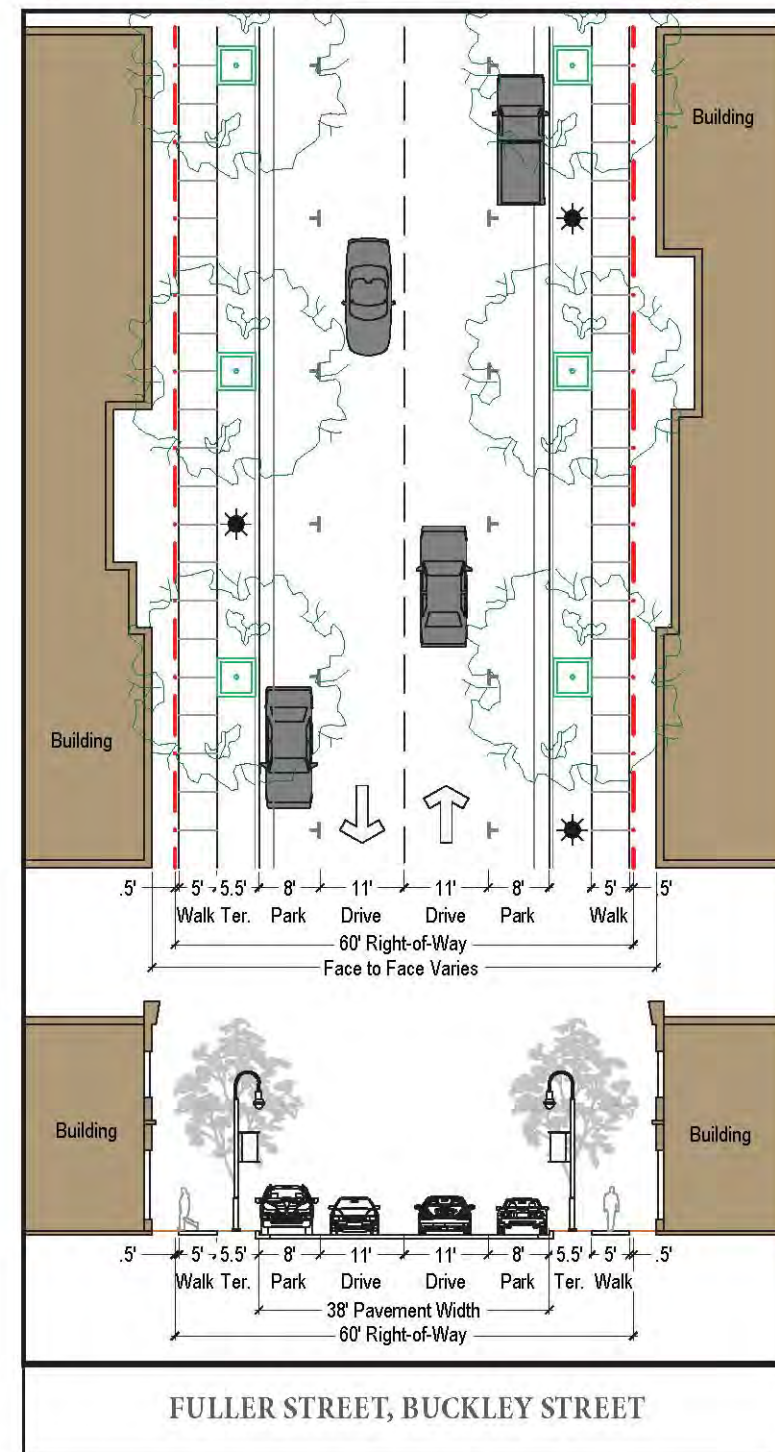 Building
Building
.5' 5' 5.5' 8' 11' 11' 8' 5' .5'
Walk Ter. Park Drive Drive Park Walk
60' Right-of-Way
Face to Face Varies
Building
Building
.5' 5' 5.5' 8' 11' 11' 8' 5.5' 5' .5'
Walk Ter. Park Drive Drive Park Ter. Walk
38' Pavement Width
60' Right-of-Way
FULLER STREET, BUCKLEY STREET